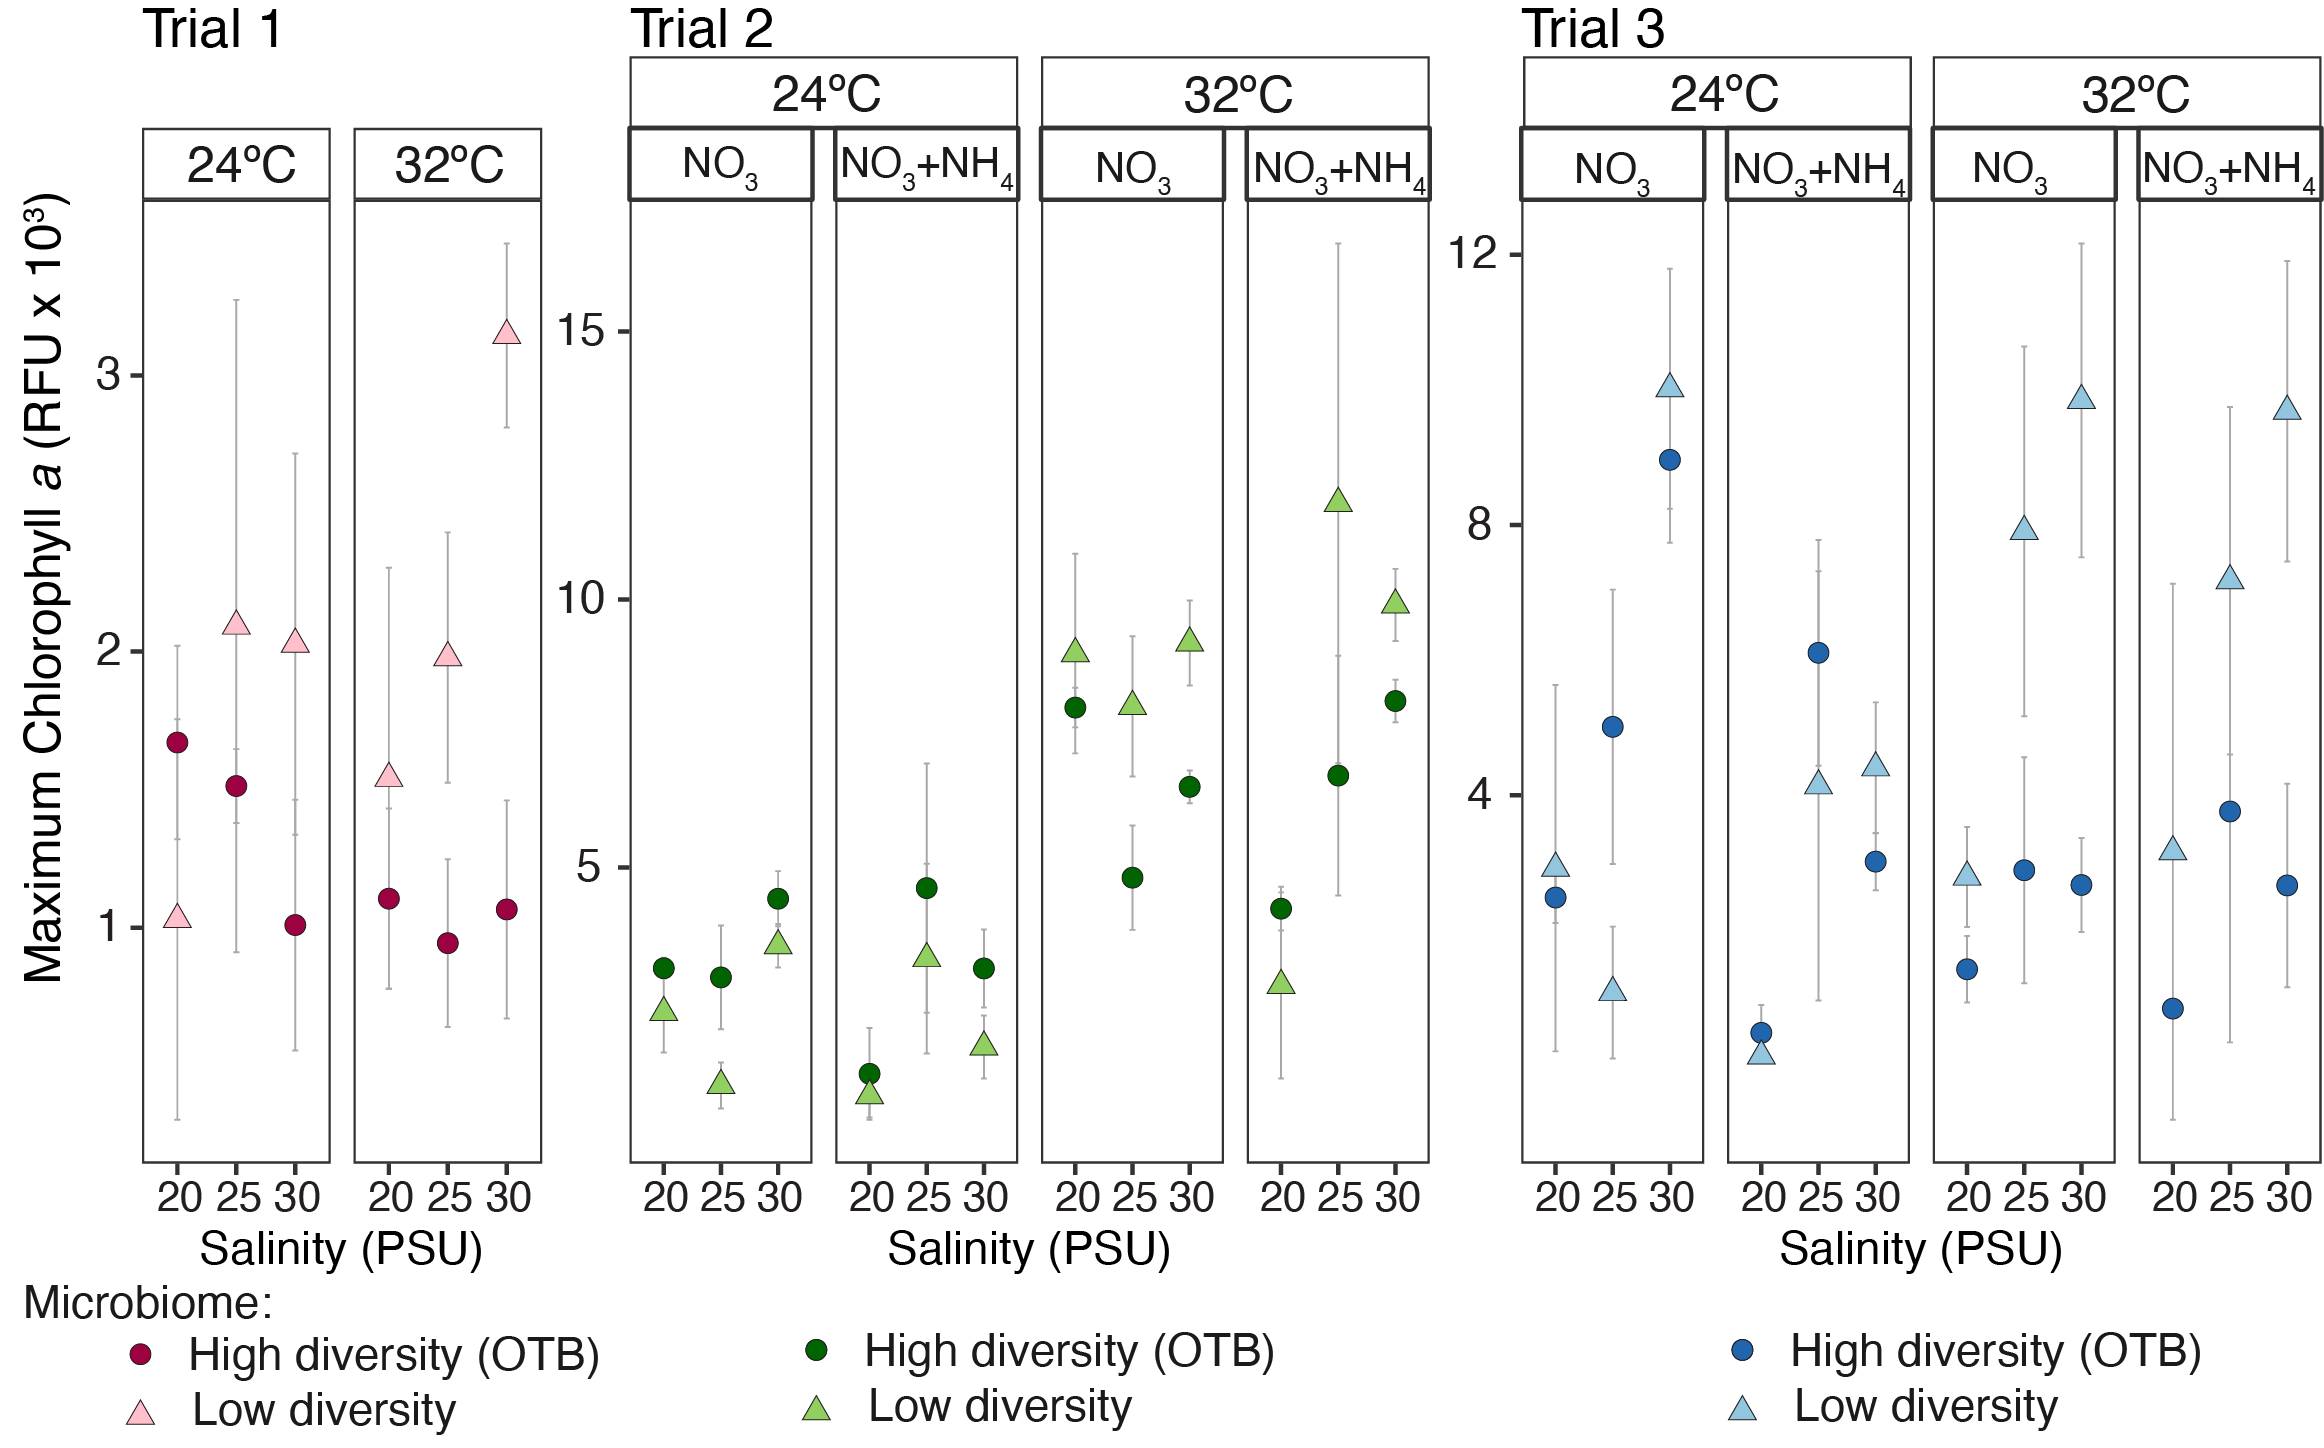 Trial 1 Trial 2 Trial 3
24ºC 32ºC 24ºC 32ºC
24ºC 32ºC NO3 NO3+NH4 NO3 NO3+NH4 NO3 NO3+NH4 NO3 NO3+NH4
Maximum Chlorophyll a (RFU x 10³)
3
2
1
15
10
5
12
8
4
20 25 30 20 25 30 20 25 30 20 25 30 20 25 30 20 25 30 20 25 30 20 25 30 20 25 30 20 25 30
Salinity (PSU) Salinity (PSU) Salinity (PSU)
Microbiome:
High diversity (OTB) High diversity (OTB) High diversity (OTB)
Low diversity Low diversity Low diversity